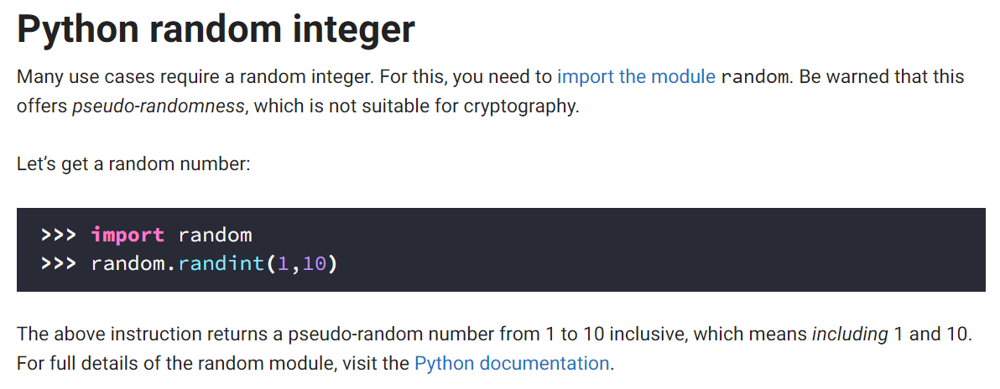 Python random integer
Many use cases require a random integer. For this, you need to import the module random. Be warned that this
offers pseudo-randomness, which is not suitable for cryptography.
Let’s get a random number:
>>> import random
>>> random.randint(1,10)
The above instruction returns a pseudo-random number from 1 to 10 inclusive, which means including 1 and 10.
For full details of the random module, visit the Python documentation.